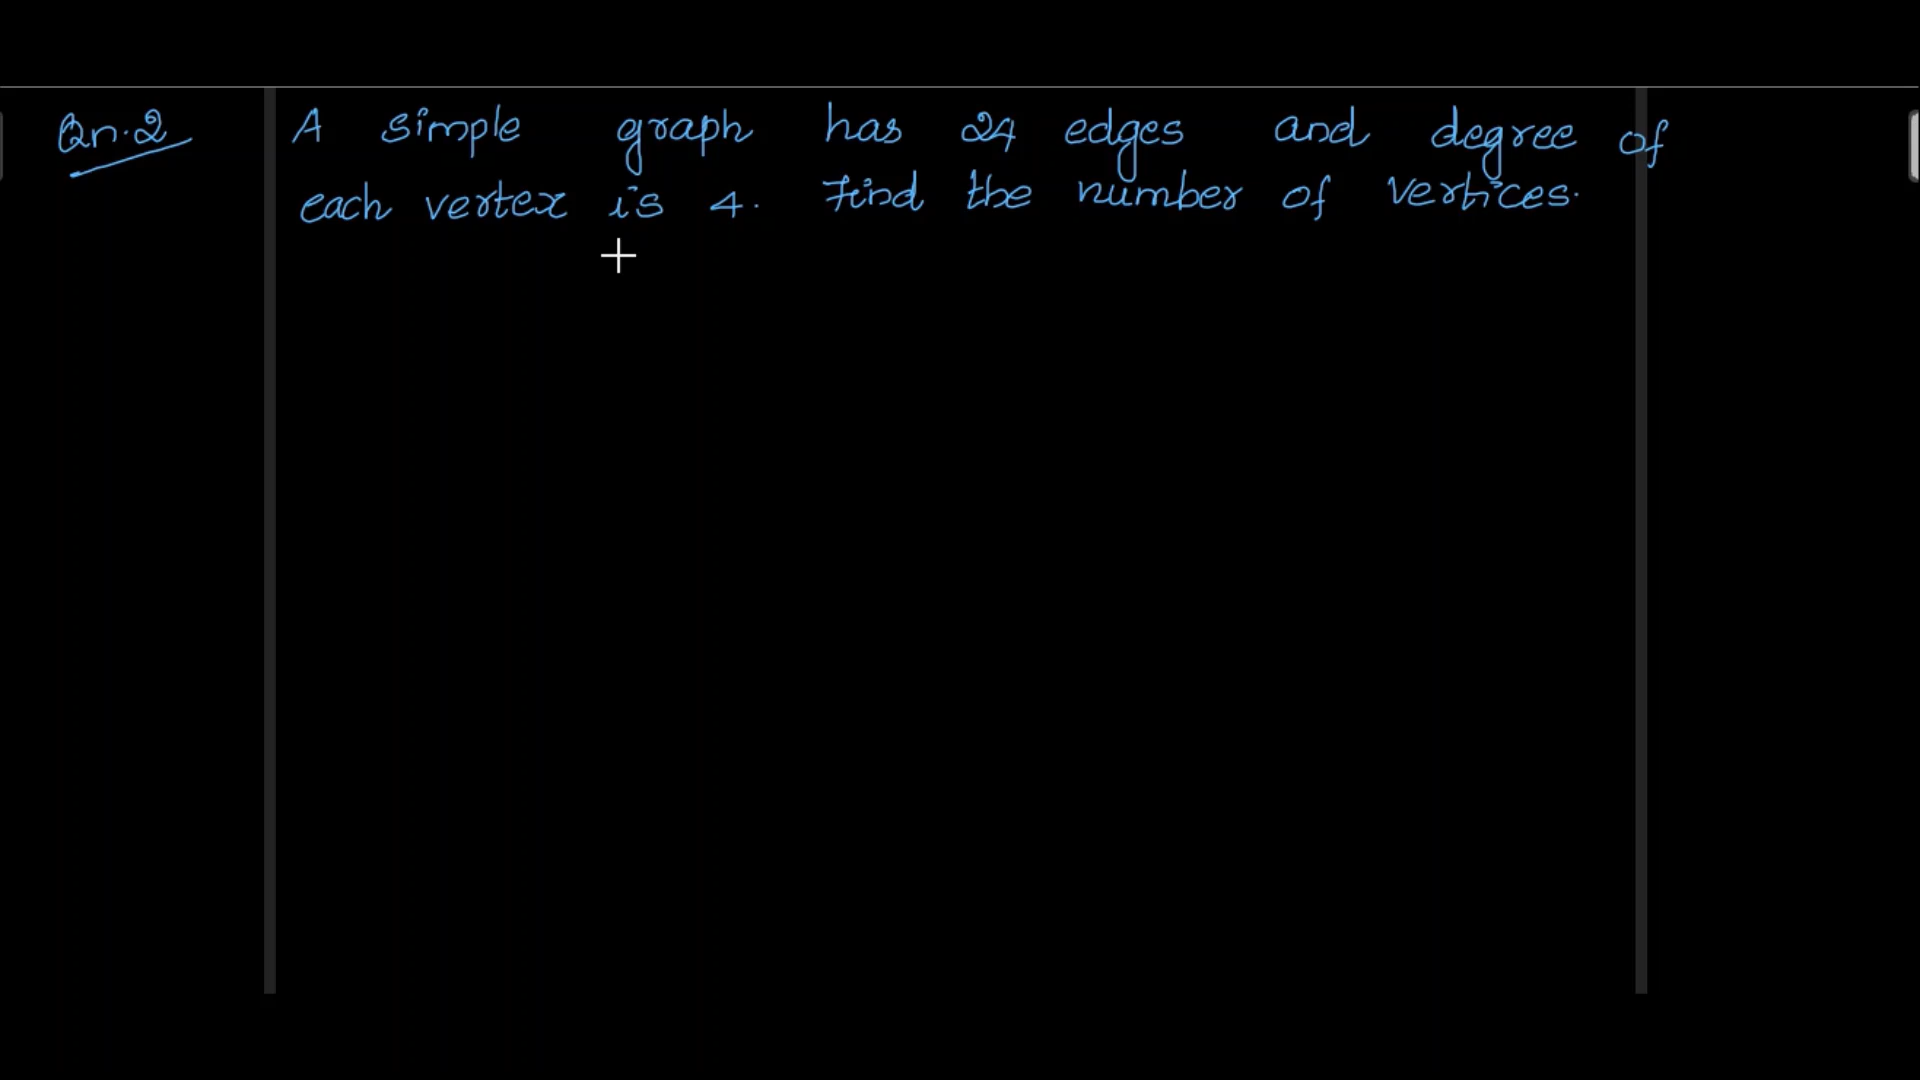 Qn.2 A simple graph has 24 edges and degree of
each vertex is 4. Find the number of vertices.